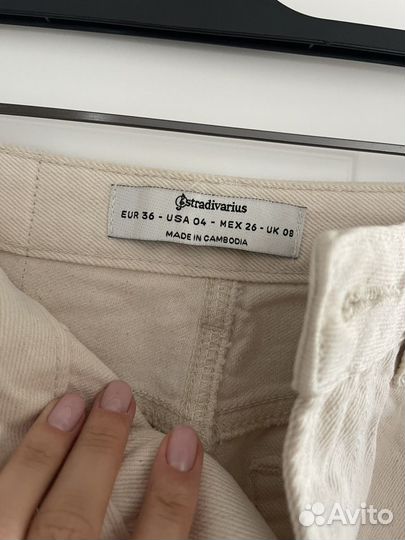 stradivarius
EUR 36 - USA 04 - MEX 26 - UK 08
MADE IN CAMBODIA
Avito